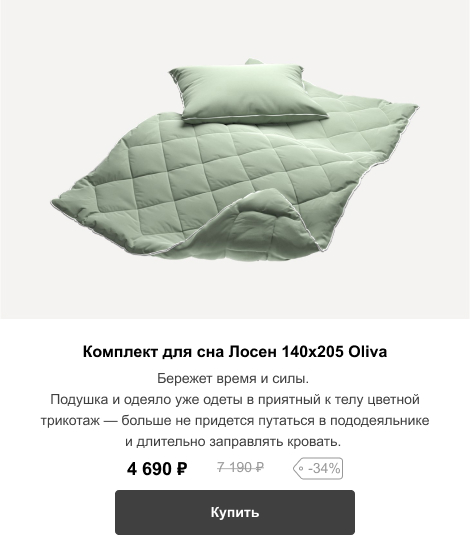 Комплект для сна Лосен 140х205 Oliva
Бережет время и силы.
Подушка и одеяло уже одеты в приятный к телу цветной
трикотаж — больше не придется путаться в пододеяльнике
и длительно заправлять кровать.
4 690 ₽ 7 190 ₽ -34%
Купить